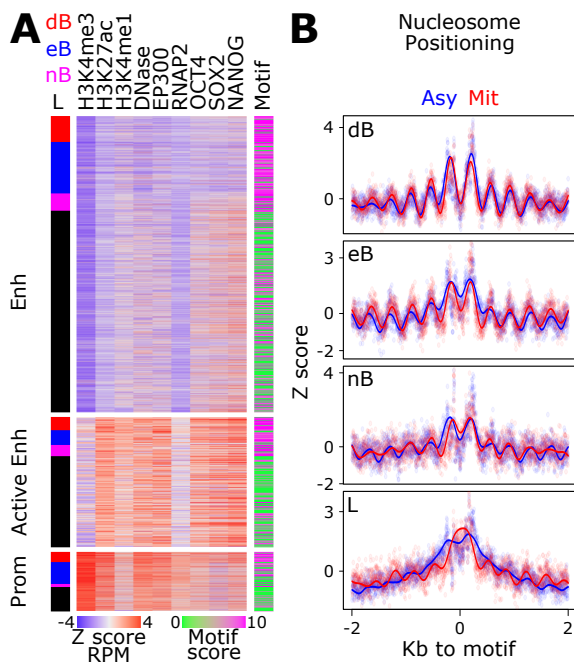 A
dB
eB
nB
L
H3K4me3
H3K27ac
H3K4me1
DNase
EP300
RNAP2
OCT4
SOX2
NANOG
Motif
Enh
Active Enh
Prom
-4 4 0 10
Z score Motif
RPM score
B
Nucleosome
Positioning
Asy Mit
dB
4
0
eB
3
0
-2
nB
4
0
-2
L
3
0
Z score
-2 0 2
Kb to motif